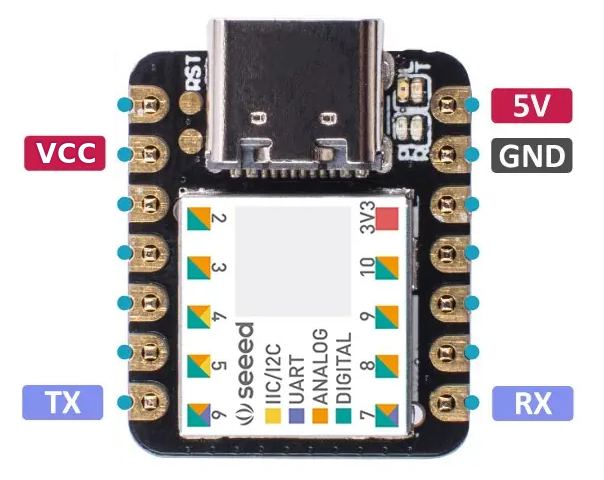 RST
L
T
5V
VCC
GND
2
3V3
3
10
4
9
5
8
6
7
seeed
IIC/I2C
UART
ANALOG
DIGITAL
TX
RX